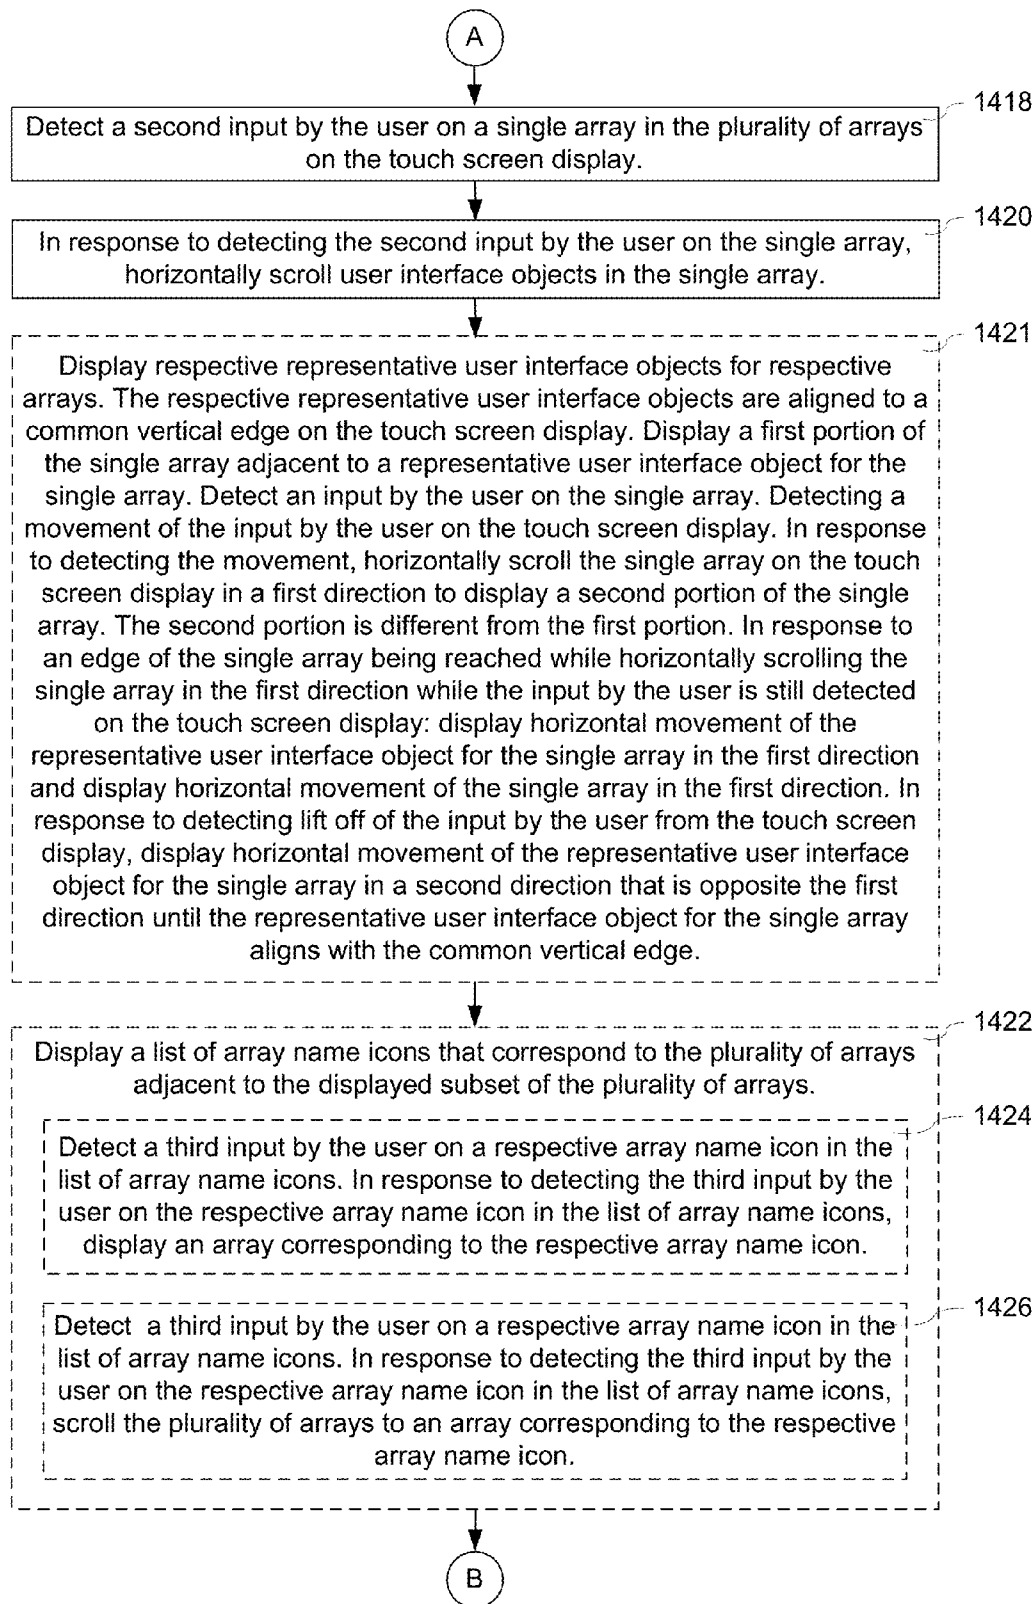 A
1418
Detect a second input by the user on a single array in the plurality of arrays
on the touch screen display.
1420
In response to detecting the second input by the user on the single array,
horizontally scroll user interface objects in the single array.
1421
Display respective representative user interface objects for respective
arrays. The respective representative user interface objects are aligned to a
common vertical edge on the touch screen display. Display a first portion of
the single array adjacent to a representative user interface object for the
single array. Detect an input by the user on the single array. Detecting a
movement of the input by the user on the touch screen display. In response
to detecting the movement, horizontally scroll the single array on the touch
screen display in a first direction to display a second portion of the single
array. The second portion is different from the first portion. In response to
an edge of the single array being reached while horizontally scrolling the
single array in the first direction while the input by the user is still detected
on the touch screen display: display horizontal movement of the
representative user interface object for the single array in the first direction
and display horizontal movement of the single array in the first direction. In
response to detecting lift off of the input by the user from the touch screen
display, display horizontal movement of the representative user interface
object for the single array in a second direction that is opposite the first
direction until the representative user interface object for the single array
aligns with the common vertical edge.
1422
Display a list of array name icons that correspond to the plurality of arrays
adjacent to the displayed subset of the plurality of arrays.
1424
Detect a third input by the user on a respective array name icon in the
list of array name icons. In response to detecting the third input by the
user on the respective array name icon in the list of array name icons,
display an array corresponding to the respective array name icon.
1426
Detect a third input by the user on a respective array name icon in the
list of array name icons. In response to detecting the third input by the
user on the respective array name icon in the list of array name icons,
scroll the plurality of arrays to an array corresponding to the respective
array name icon.
B